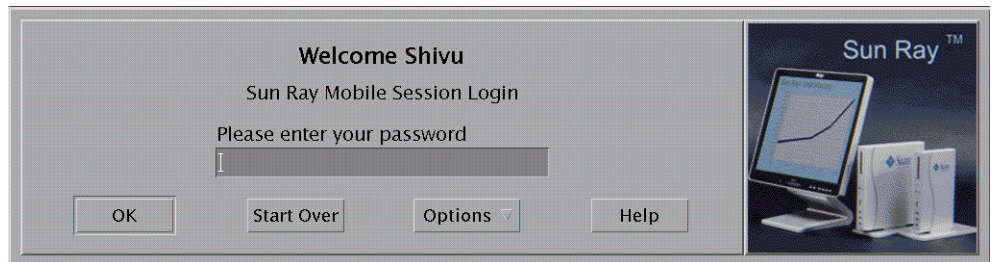 Welcome Shivu
Sun Ray Mobile Session Login
Please enter your password
OK
Start Over
Options
Help
Sun Ray ™